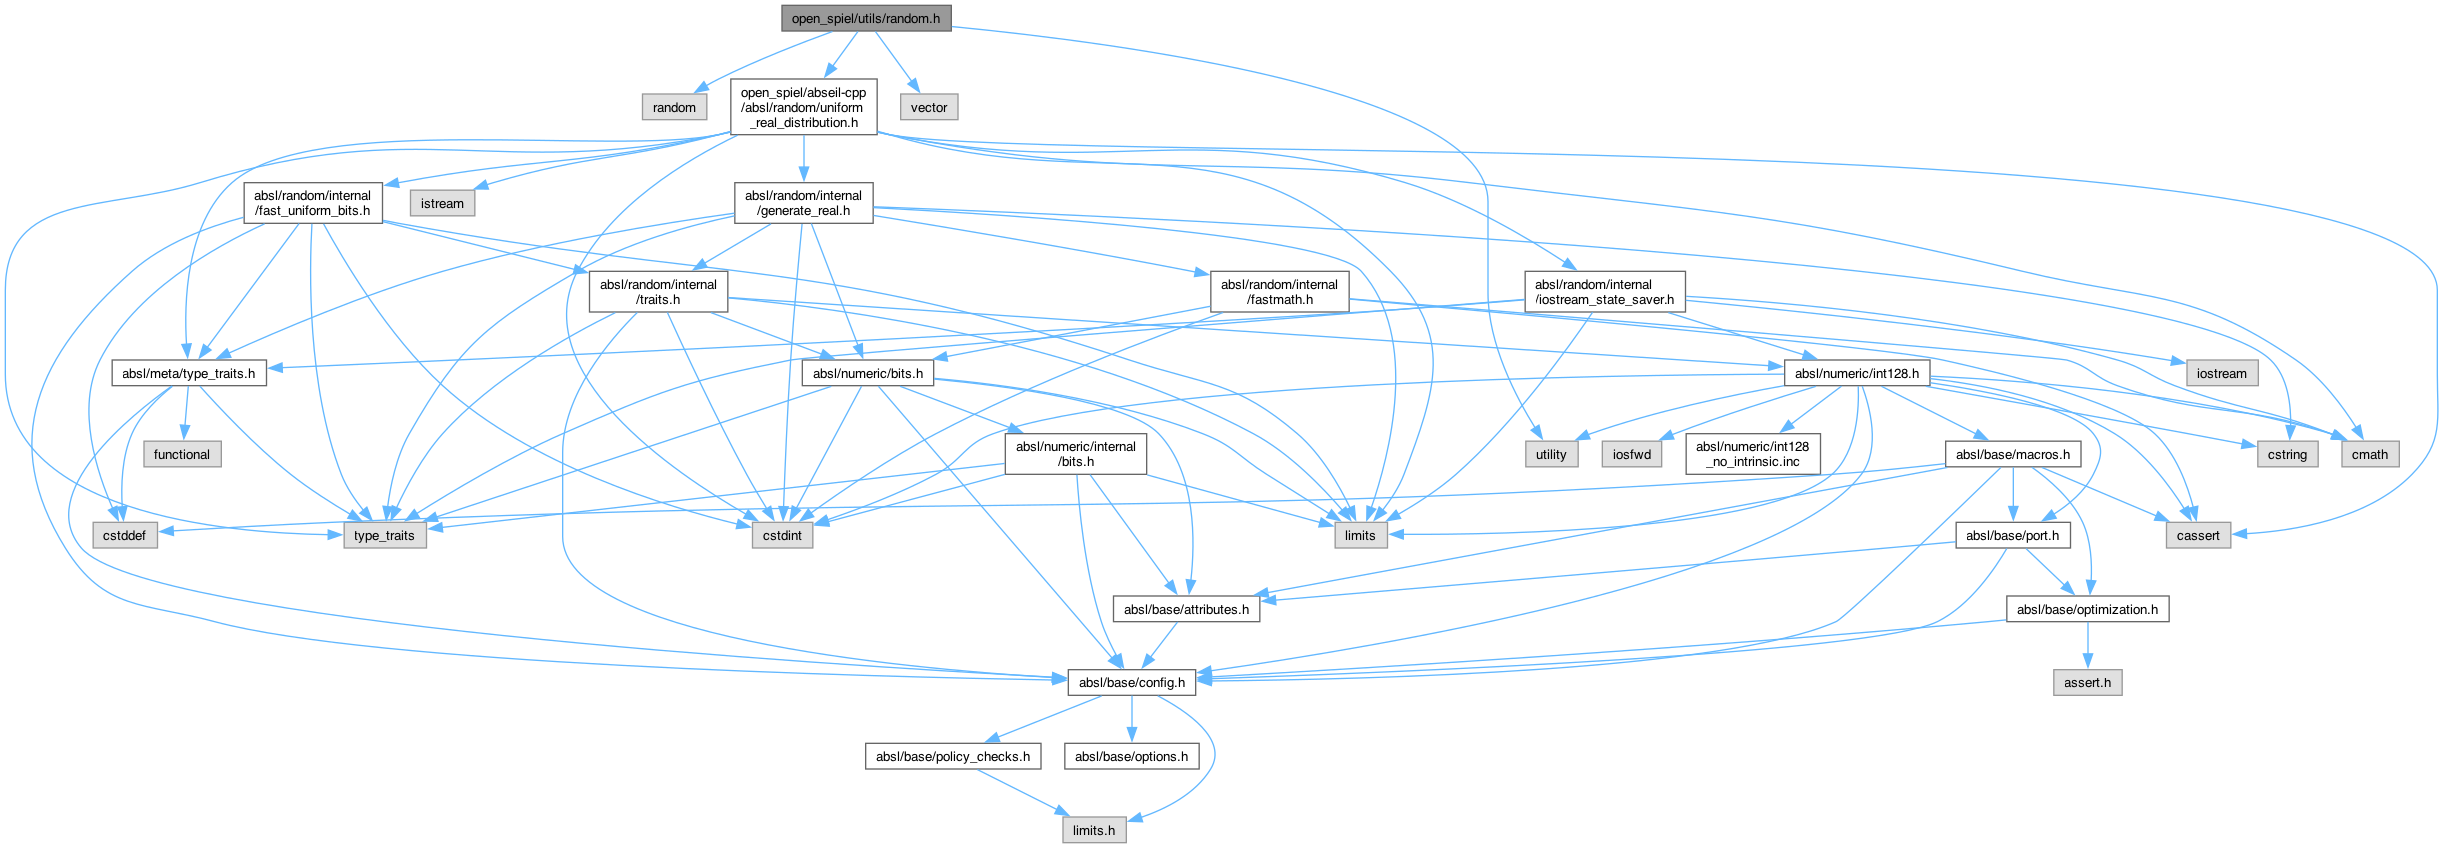 open_spiel/utils/random.h
random
open_spiel/abseil-cpp
/absl/random/uniform
_real_distribution.h
vector
absl/random/internal
/fast_uniform_bits.h
istream
absl/random/internal
/generate_real.h
absl/random/internal
/traits.h
absl/random/internal
/fastmath.h
absl/random/internal
/iostream_state_saver.h
absl/meta/type_traits.h
absl/numeric/bits.h
absl/numeric/int128.h
iostream
functional
absl/numeric/internal
/bits.h
utility
iosfwd
absl/numeric/int128
_no_intrinsic.inc
absl/base/macros.h
cstring
cmath
cstddef
type_traits
cstdint
limits
absl/base/port.h
cassert
absl/base/attributes.h
absl/base/optimization.h
absl/base/config.h
assert.h
absl/base/policy_checks.h
absl/base/options.h
limits.h